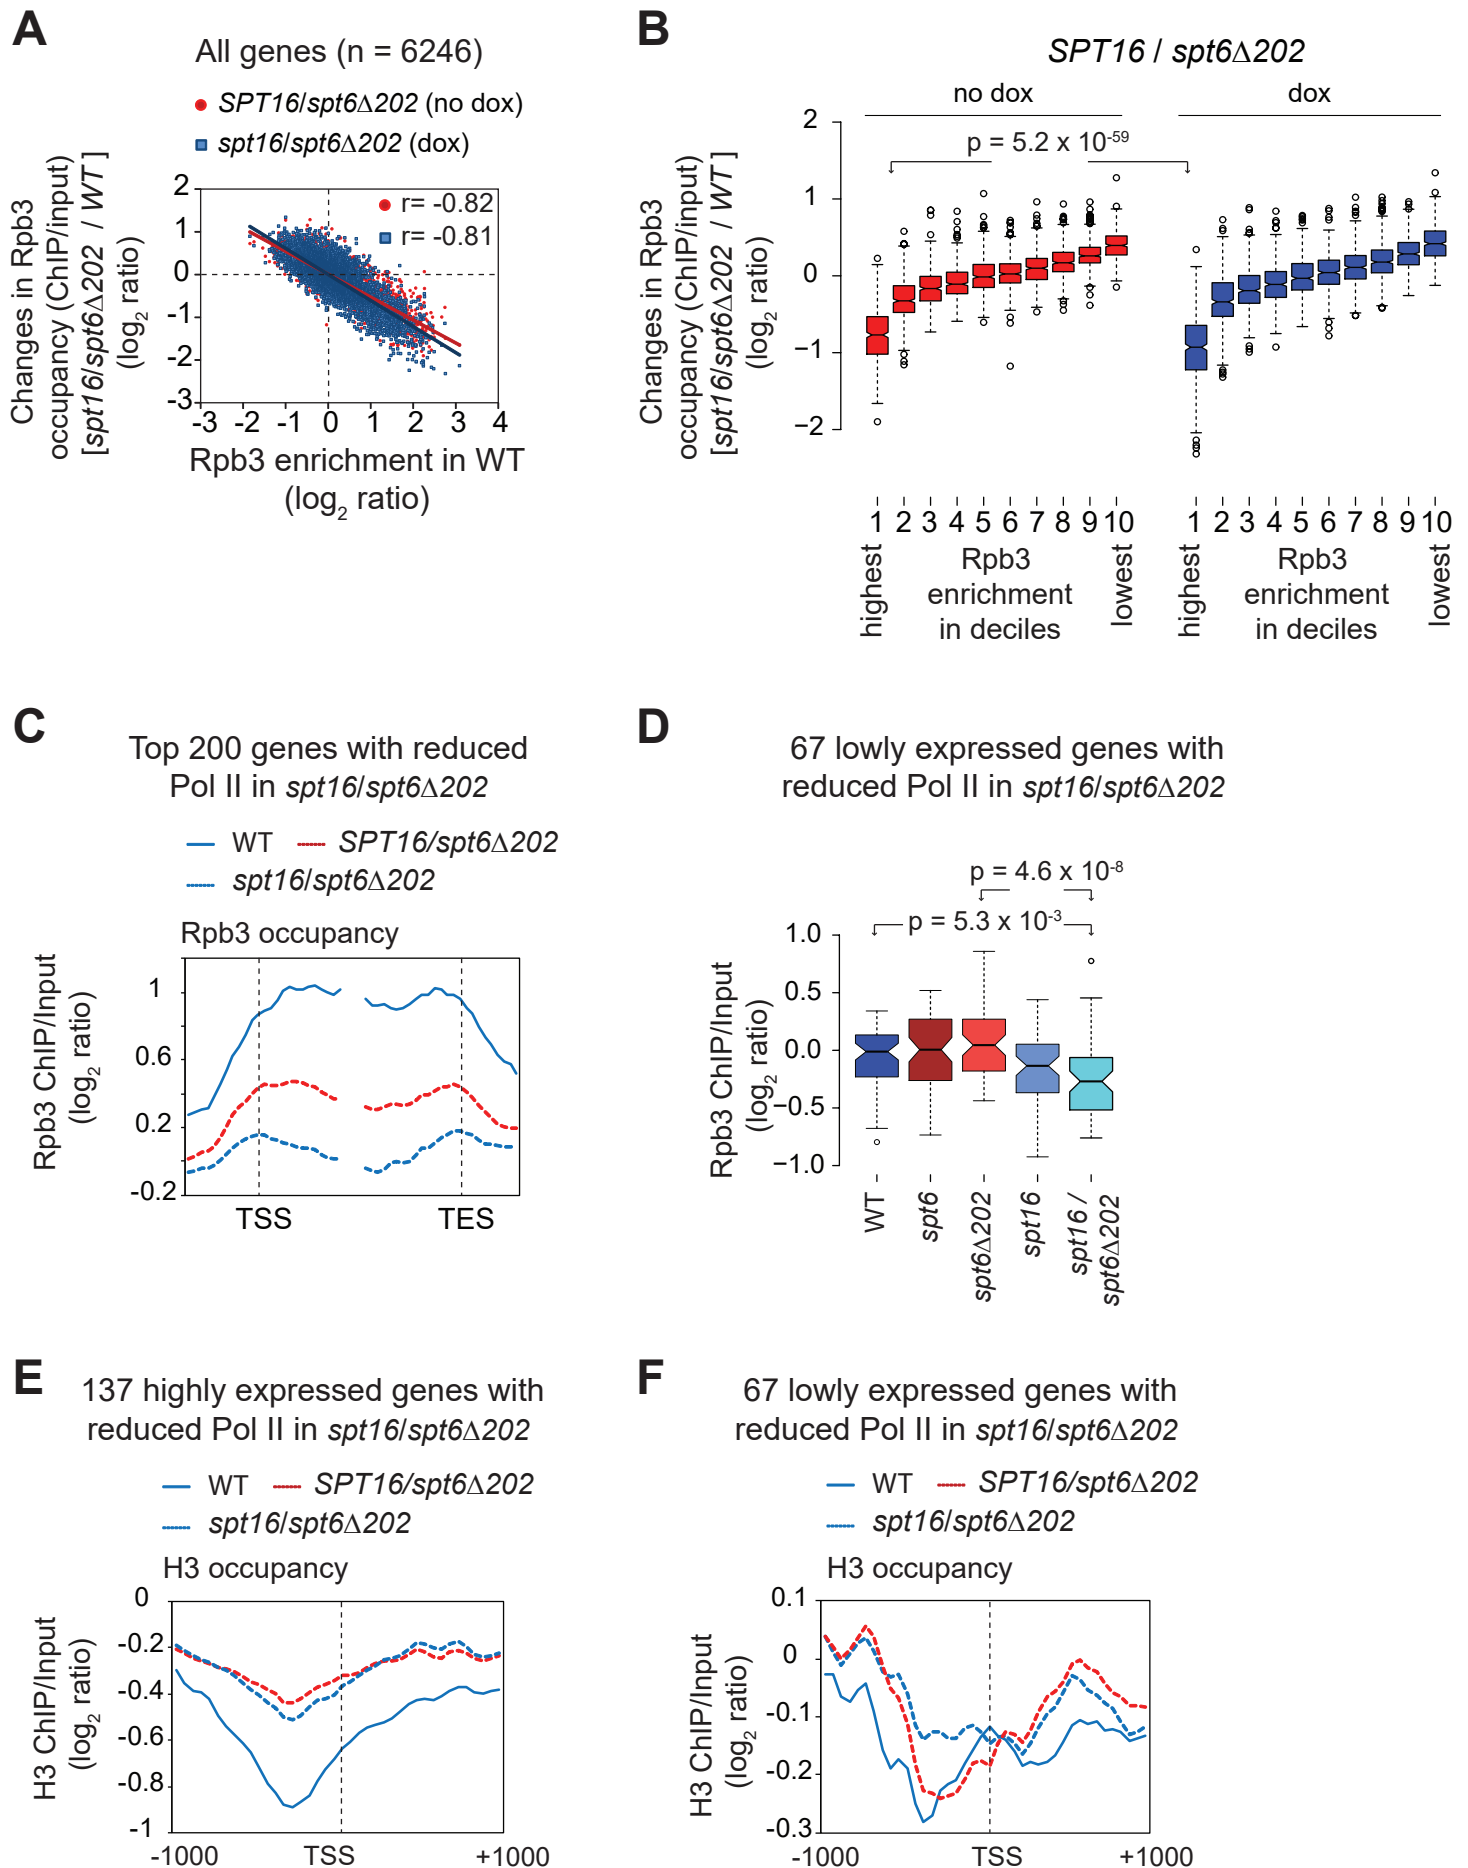 A
All genes (n = 6246)
SPT16/spt6Δ202 (no dox)
spt16/spt6Δ202 (dox)
Changes in Rpb3
occupancy (ChIP/input)
[spt16/spt6Δ202 / WT ]
(log2 ratio)
r= -0.82
r= -0.81
2
1
0
-1
-2
-3
-3 -2 -1 0 1 2 3 4
Rpb3 enrichment in WT
(log2 ratio)
B
SPT16 / spt6Δ202
no dox
dox
p = 5.2 x 10-59
Changes in Rpb3
occupancy (ChIP/input)
[spt16/spt6Δ202 / WT ]
(log2 ratio)
2
1
0
−1
−2
1 2 3 4 5 6 7 8 9 10
1 2 3 4 5 6 7 8 9 10
highest
Rpb3
enrichment
in deciles
lowest
highest
Rpb3
enrichment
in deciles
lowest
C
Top 200 genes with reduced
Pol II in spt16/spt6Δ202
WT SPT16/spt6Δ202
spt16/spt6Δ202
Rpb3 occupancy
Rpb3 ChIP/Input
(log2 ratio)
1
0.6
0.2
-0.2
TSS
TES
D
67 lowly expressed genes with
reduced Pol II in spt16/spt6Δ202
p = 4.6 x 10-8
p = 5.3 x 10-3
Rpb3 ChIP/Input
(log2 ratio)
1.0
0.5
0.0
−0.5
−1.0
WT
spt6
spt6Δ202
spt16
spt16 /
spt6Δ202
E
137 highly expressed genes with
reduced Pol II in spt16/spt6Δ202
WT SPT16/spt6Δ202
spt16/spt6Δ202
H3 occupancy
H3 ChIP/Input
(log2 ratio)
0
-0.2
-0.4
-0.6
-0.8
-1
-1000 TSS +1000
F
67 lowly expressed genes with
reduced Pol II in spt16/spt6Δ202
WT SPT16/spt6Δ202
spt16/spt6Δ202
H3 occupancy
H3 ChIP/Input
(log2 ratio)
0.1
0
-0.1
-0.2
-0.3
-1000 TSS +1000